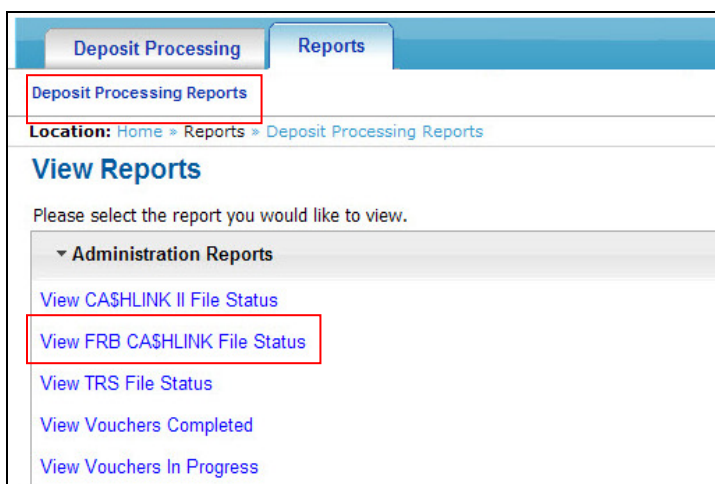 Deposit Processing Reports
Deposit Processing Reports
Location: Home » Reports » Deposit Processing Reports
View Reports
Please select the report you would like to view.
Administration Reports
View CA$HLINK II File Status
View FRB CA$HLINK File Status
View TRS File Status
View Vouchers Completed
View Vouchers In Progress